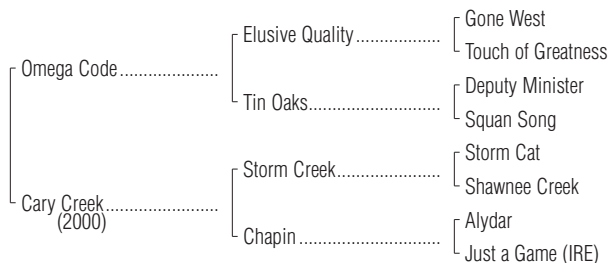 Gone West
Elusive Quality
Touch of Greatness
Omega Code
Deputy Minister
Tin Oaks
Squan Song
Storm Cat
Storm Creek
Shawnee Creek
Cary Creek
(2000)
Alydar
Chapin
Just a Game (IRE)